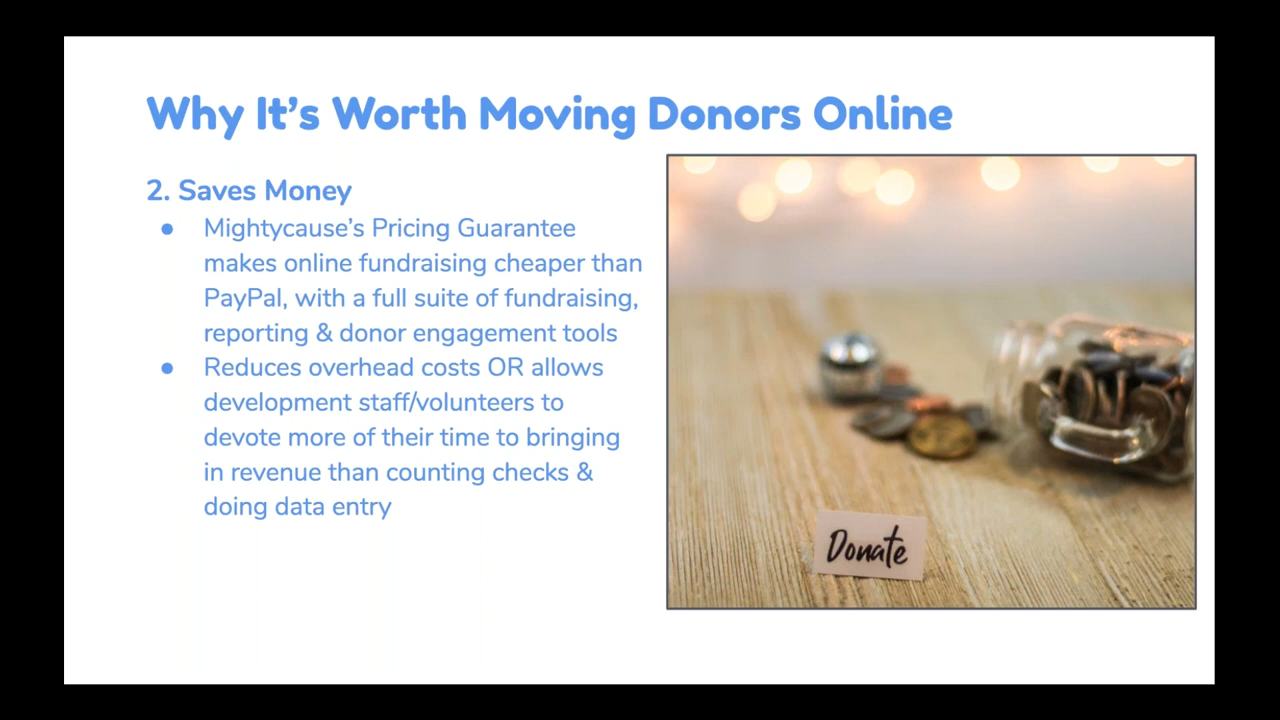 Why It's Worth Moving Donors Online
2. Saves Money
● Mightycause's Pricing Guarantee
makes online fundraising cheaper than
PayPal, with a full suite of fundraising,
reporting & donor engagement tools
● Reduces overhead costs OR allows
development staff/volunteers to
devote more of their time to bringing
in revenue than counting checks &
doing data entry
Donate